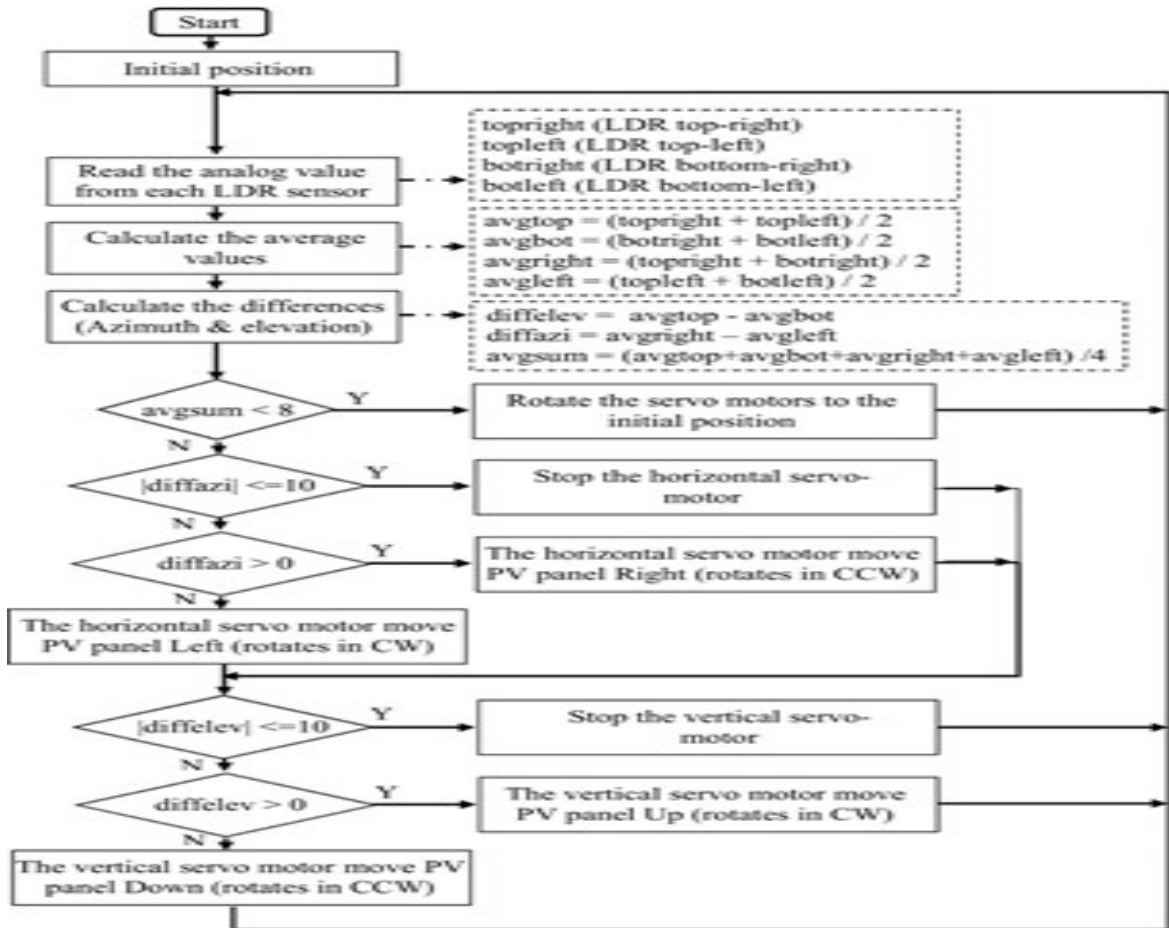 Start
Initial position
Read the analog value
from each LDR sensor
topright (LDR top-right)
topleft (LDR top-left)
botright (LDR bottom-right)
botleft (LDR bottom-left)
Calculate the average
values
avgtop = (topright + topleft) / 2
avgbot = (botright + botleft) / 2
avgright = (topright + botright) / 2
avgleft = (topleft + botleft) / 2
Calculate the differences
(Azimuth & elevation)
diffelev = avgtop - avgbot
diffazi = avgright – avgleft
avgsum = (avgtop+avgbot+avgright+avgleft) /4
avgsum < 8
Y
Rotate the servo motors to the
initial position
N
|diffazi| <=10
Y
Stop the horizontal servo-
motor
N
diffazi > 0
Y
The horizontal servo motor move
PV panel Right (rotates in CCW)
N
The horizontal servo motor move
PV panel Left (rotates in CW)
|diffelev| <=10
Y
Stop the vertical servo-
motor
N
diffelev > 0
Y
The vertical servo motor move
PV panel Up (rotates in CW)
N
The vertical servo motor move PV
panel Down (rotates in CCW)